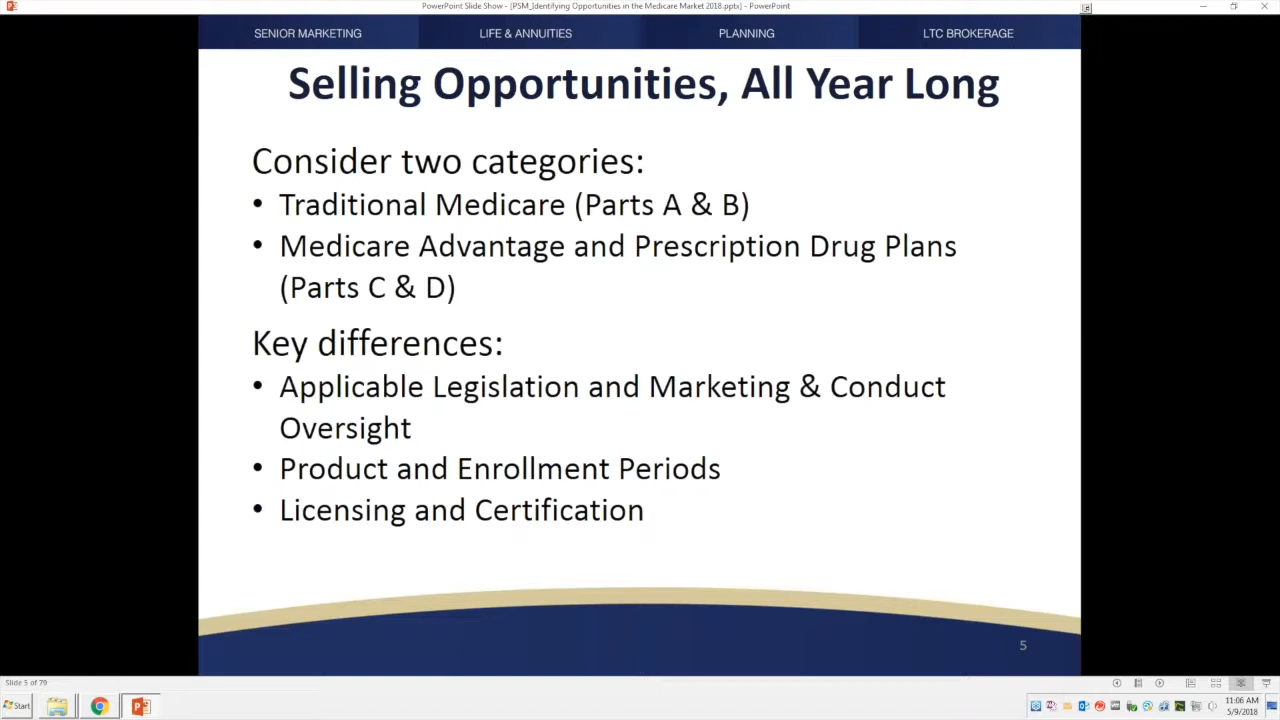 PowerPoint Slide Show - [PSM_Identifying Opportunities in the Medicare Market 2018.pptx] - PowerPoint
SENIOR MARKETING
LIFE & ANNUITIES
PLANNING
LTC BROKERAGE
Selling Opportunities, All Year Long
Consider two categories:
• Traditional Medicare (Parts A & B)
• Medicare Advantage and Prescription Drug Plans
(Parts C & D)
Key differences:
• Applicable Legislation and Marketing & Conduct
Oversight
• Product and Enrollment Periods
• Licensing and Certification
5
Slide 5 of 79
Start
11:06 AM
5/9/2018